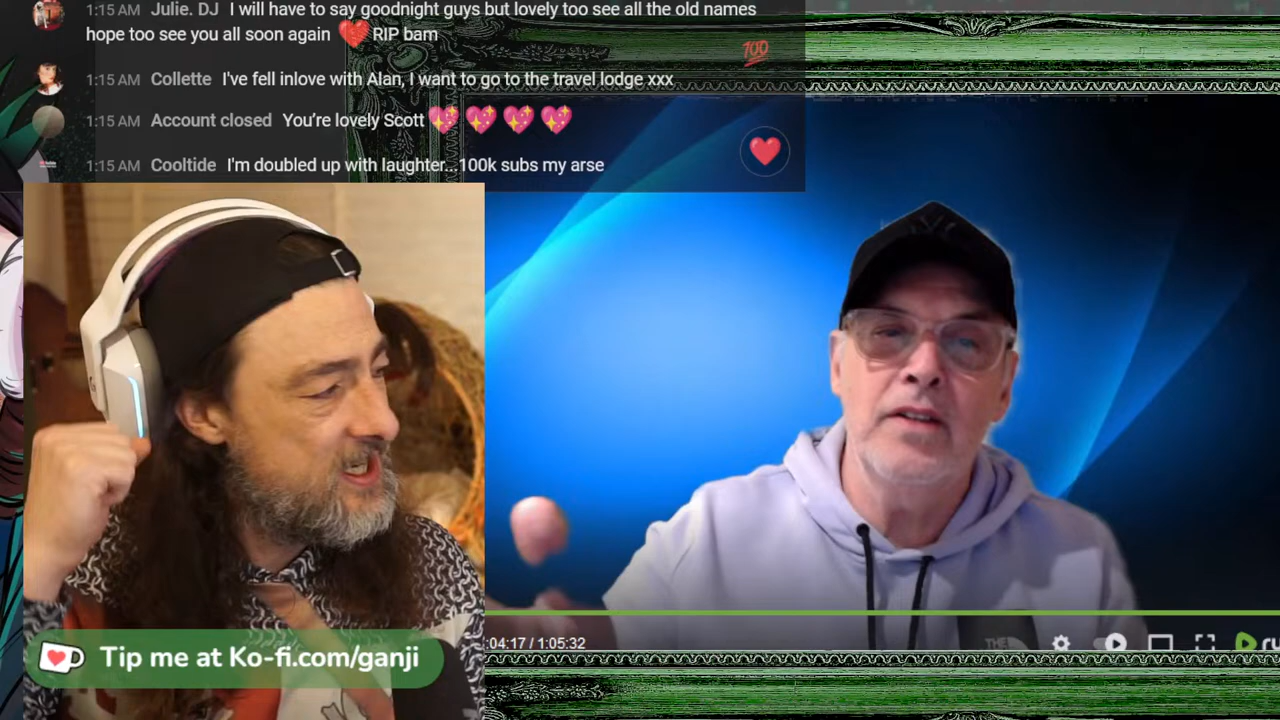 1:15 AM Julie. DJ I will have to say goodnight guys but lovely too see all the old names
hope too see you all soon again ❤️ RIP bam
💯
1:15 AM Collette I've fell inlove with Alan, I want to go to the travel lodge xxx
1:15 AM Account closed You're lovely Scott 💖 💖 💖 💖
1:15 AM Cooltide I'm doubled up with laughter...100k subs my arse
Tip me at Ko-fi.com/ganji
:04:17 / 1:05:32
THE
ru